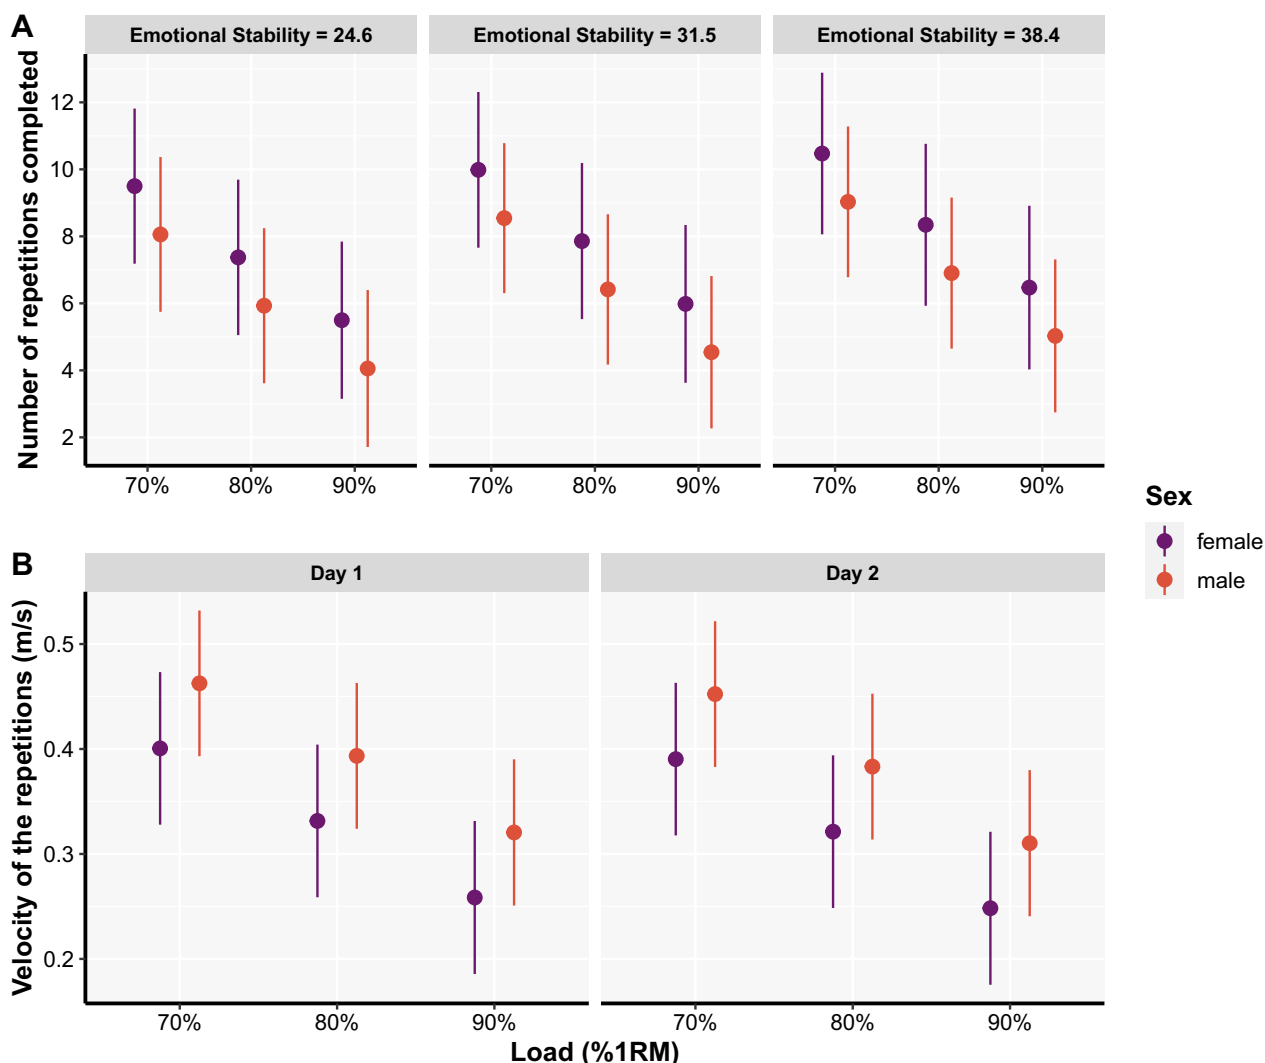 A
Emotional Stability = 24.6
Emotional Stability = 31.5
Emotional Stability = 38.4
Number of repetitions completed
12
10
8
6
4
2
70%
80%
90%
70%
80%
90%
70%
80%
90%
Sex
female
male
B
Day 1
Day 2
Velocity of the repetitions (m/s)
0.5
0.4
0.3
0.2
70%
80%
90%
70%
80%
90%
Load (%1RM)